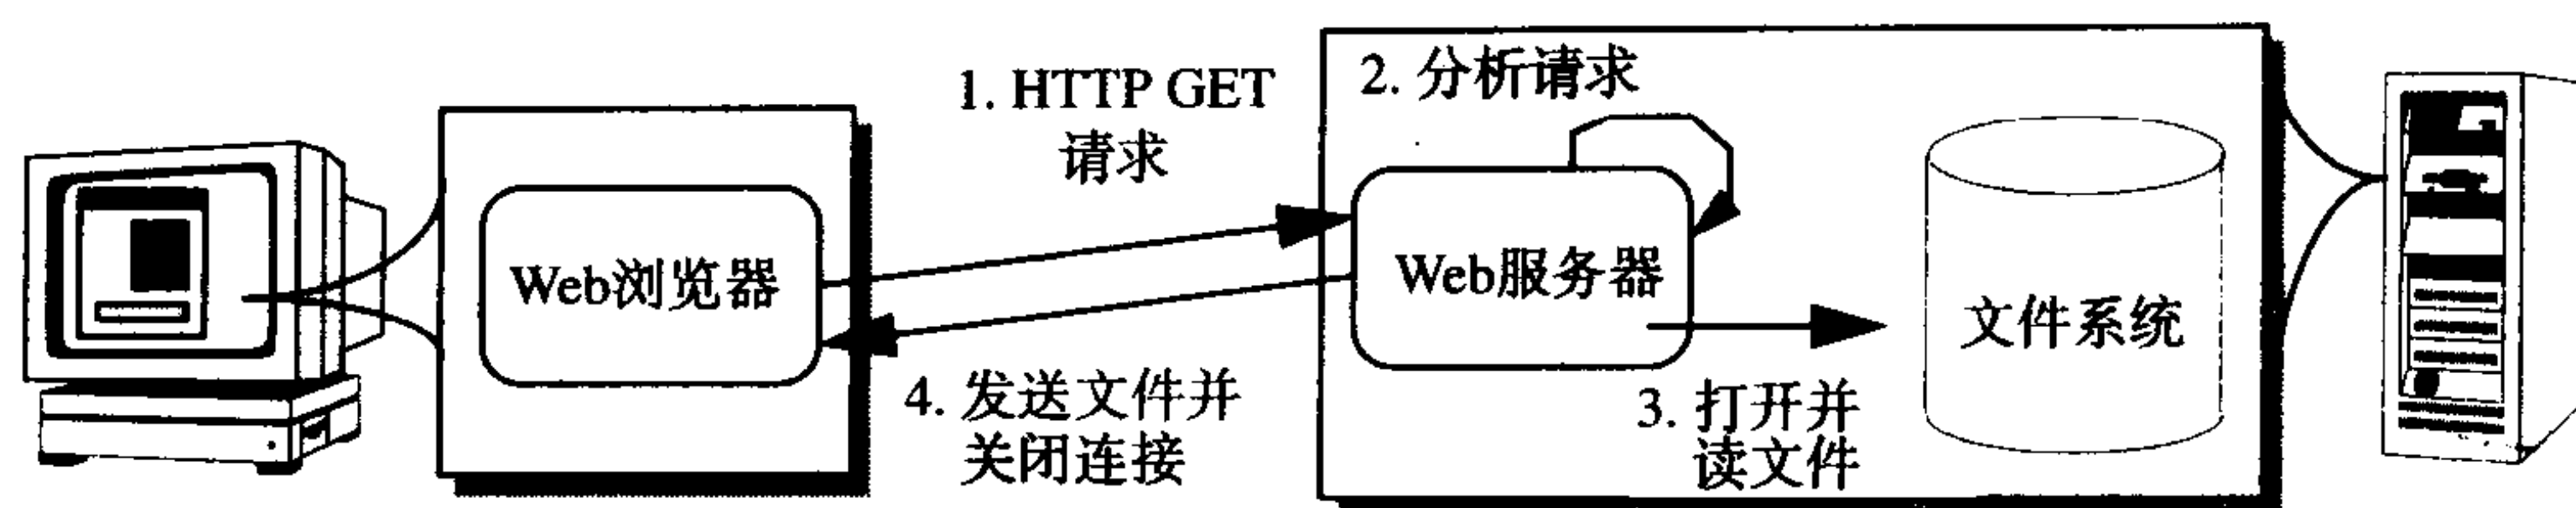 1. HTTP GET
请求
2. 分析请求
Web浏览器
Web服务器
文件系统
4. 发送文件并
关闭连接
3. 打开并
读文件